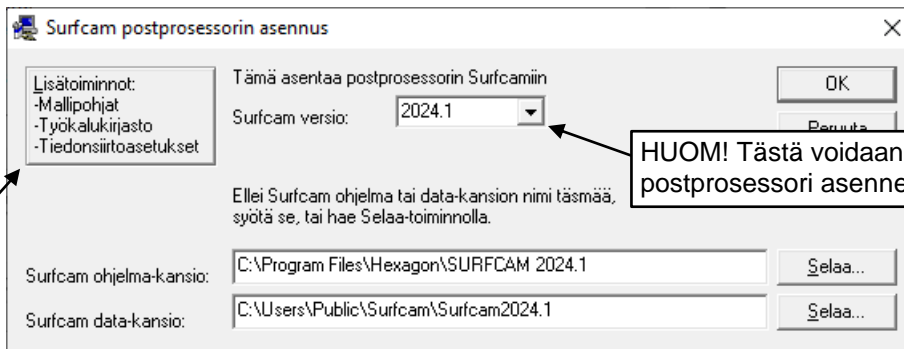 Surfcam postprosessorin asennus
Lisätoiminnot:
-Mallipohjat
-Työkalukirjasto
-Tiedonsiirtoasetukset
Tämä asentaa postprosessorin Surfcamiin
Surfcam versio:
2024.1
OK
Peruuta
HUOM! Tästä voidaan
postprosessori asenne
Ellei Surfcam ohjelma tai data-kansion nimi täsmää,
syötä se, tai hae Selaa-toiminnolla.
Surfcam ohjelma-kansio:
C:\Program Files\Hexagon\SURFCAM 2024.1
Selaa...
Surfcam data-kansio:
C:\Users\Public\Surfcam\Surfcam2024.1
Selaa...